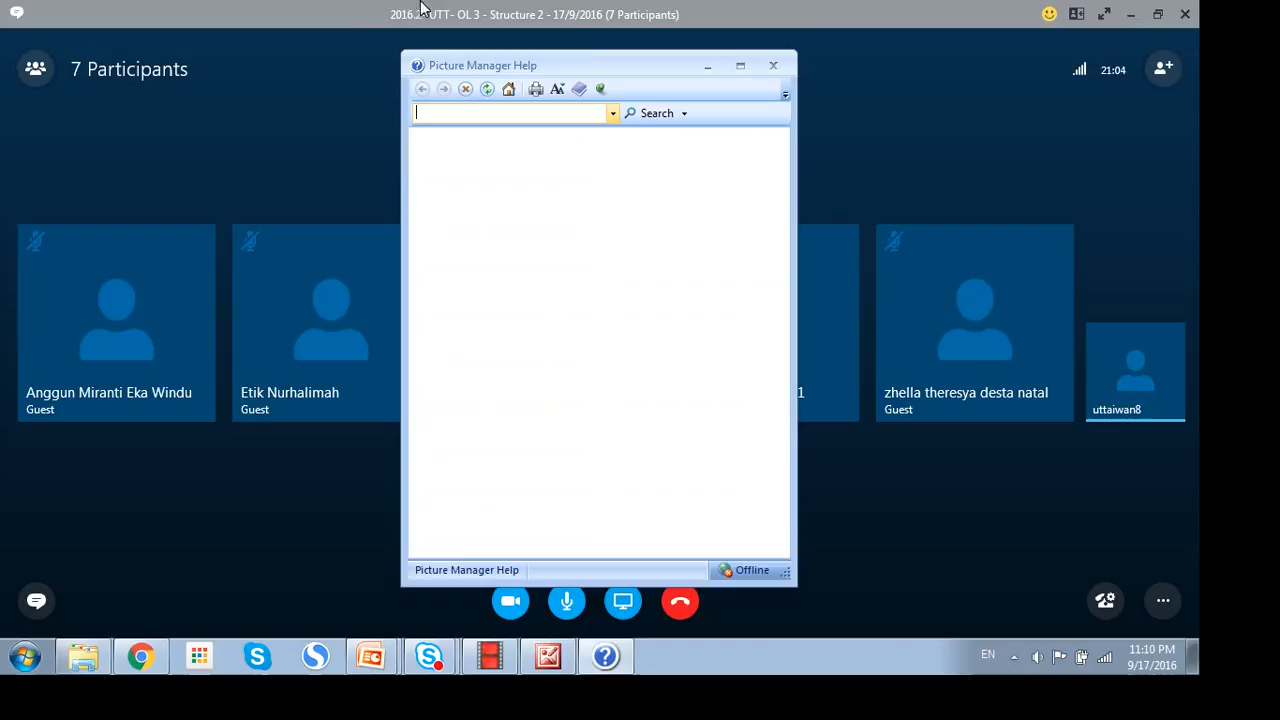 2016.2 UTT- OL 3 - Structure 2 - 17/9/2016 (7 Participants)
7 Participants
21:04
Picture Manager Help
Search
Anggun Miranti Eka Windu
Guest
Etik Nurhalimah
Guest
1
zhella theresya desta natal
Guest
uttaiwan8
Picture Manager Help
Offline
EN
11:10 PM
9/17/2016